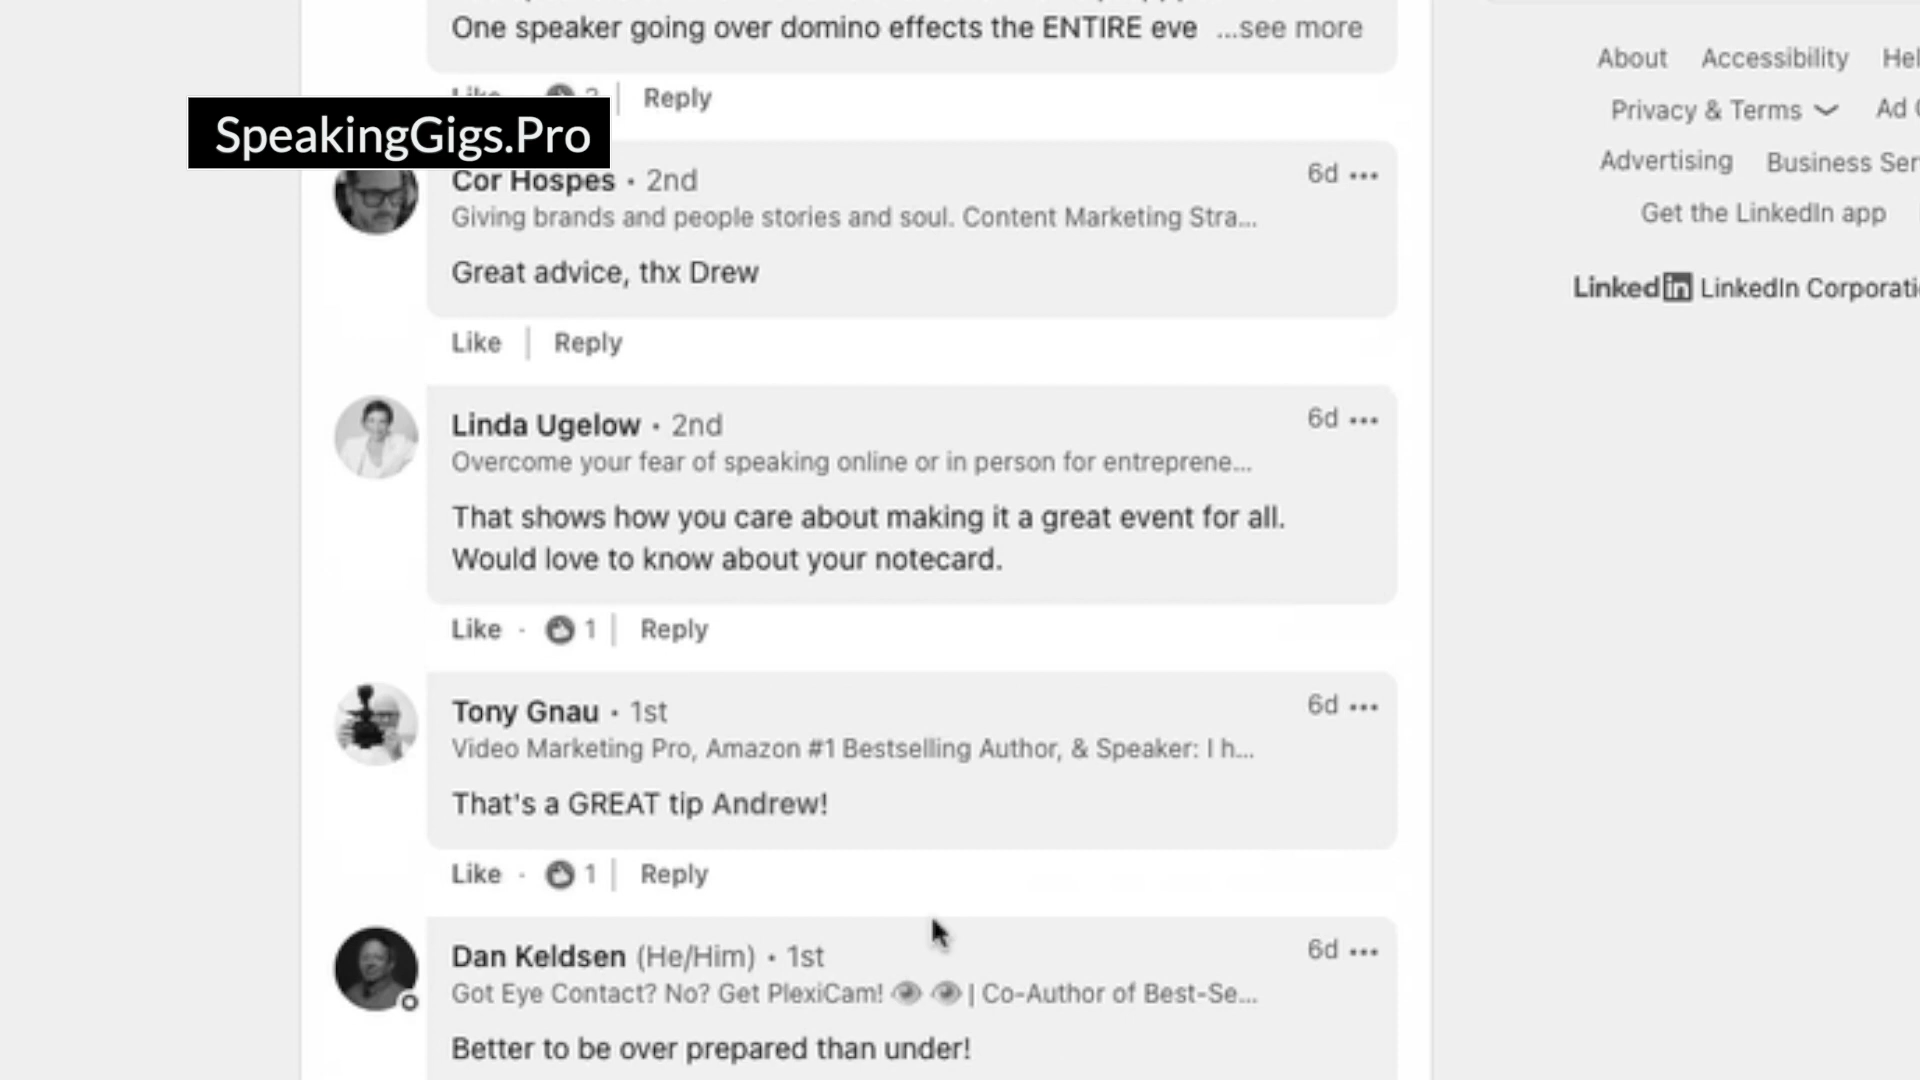 One speaker going over domino effects the ENTIRE eve ...see more
Reply
SpeakingGigs.Pro
Cor Hospes • 2nd
6d
Giving brands and people stories and soul. Content Marketing Stra...
Great advice, thx Drew
Like
Reply
Linda Ugelow • 2nd
6d
Overcome your fear of speaking online or in person for entreprene...
That shows how you care about making it a great event for all.
Would love to know about your notecard.
Like · 1
Reply
Tony Gnau • 1st
6d
Video Marketing Pro, Amazon #1 Bestselling Author, & Speaker: I h...
That's a GREAT tip Andrew!
Like · 1
Reply
Dan Keldsen (He/Him) • 1st
6d
Got Eye Contact? No? Get PlexiCam! 👁 👁 | Co-Author of Best-Se...
Better to be over prepared than under!
About Accessibility Hel
Privacy & Terms Ad
Advertising Business Ser
Get the LinkedIn app
Linked in LinkedIn Corporati